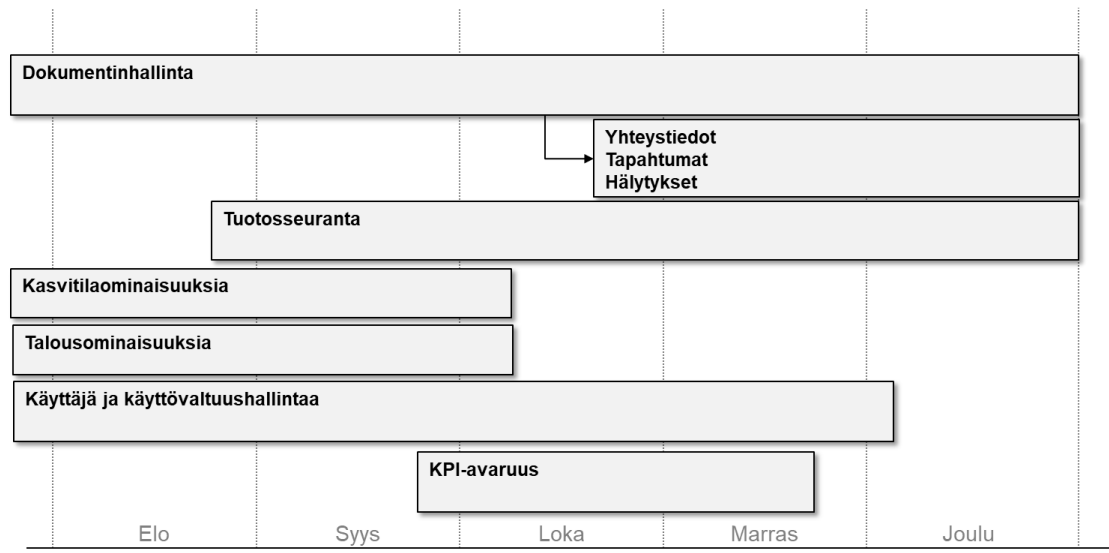 Dokumentinhallinta
Yhteystiedot
Tapahtumat
Hälytykset
Tuotosseuranta
Kasvitilaominaisuuksia
Talousominaisuuksia
Käyttäjä ja käyttövaltuushallintaa
KPI-avaruus
Elo Syys Loka Marras Joulu